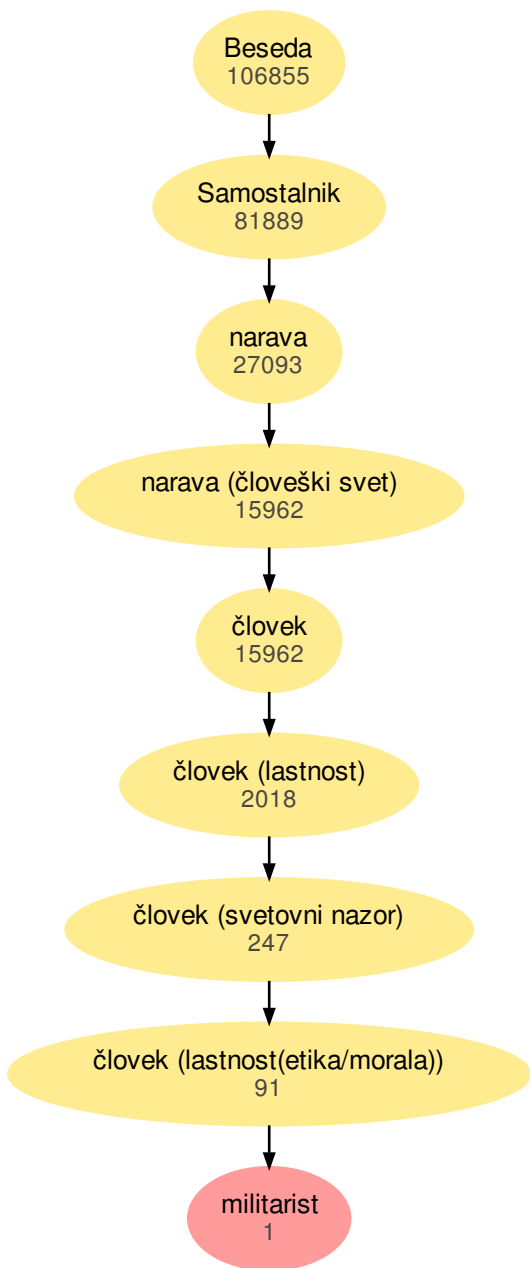 Beseda
106855
Samostalnik
81889
narava
27093
narava (človeški svet)
15962
človek
15962
človek (lastnost)
2018
človek (svetovni nazor)
247
človek (lastnost(etika/morala))
91
militarist
1